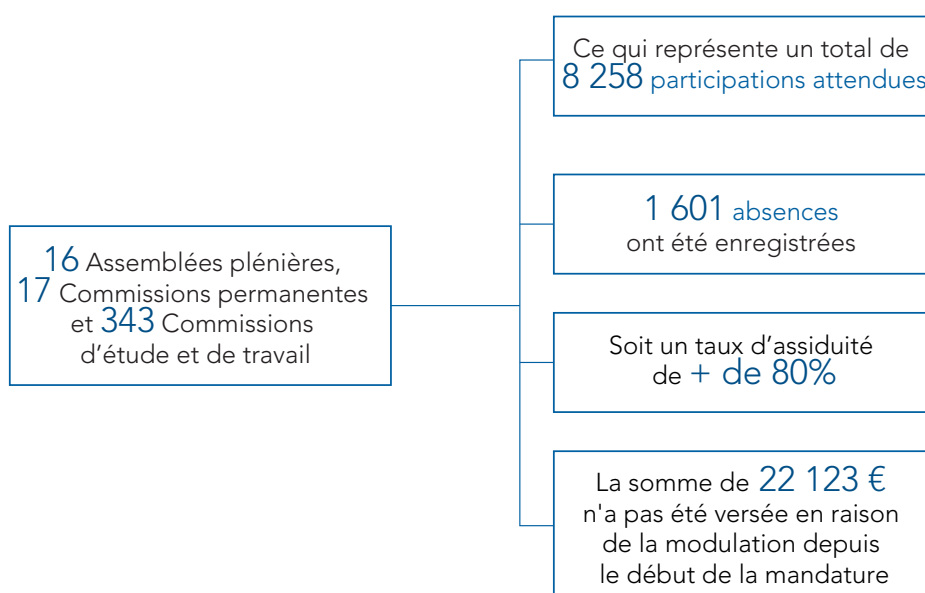 16 Assemblées plénières,
17 Commissions permanentes
et 343 Commissions
d'étude et de travail
Ce qui représente un total de
8 258 participations attendues
1 601 absences
ont été enregistrées
Soit un taux d'assiduité
de + de 80%
La somme de 22 123 €
n'a pas été versée en raison
de la modulation depuis
le début de la mandature